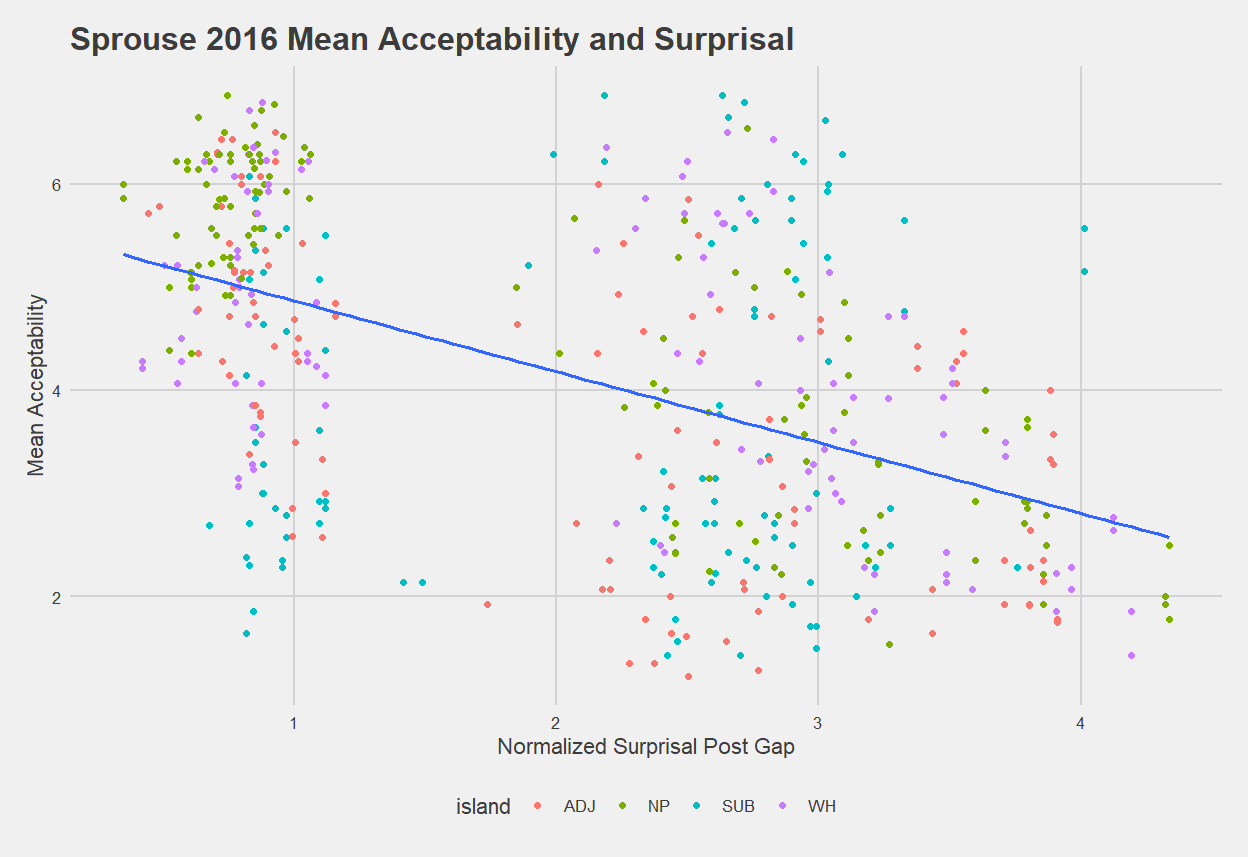 Sprouse 2016 Mean Acceptability and Surprisal
Mean Acceptability
6
4
2
1 2 3 4
Normalized Surprisal Post Gap
island ADJ NP SUB WH